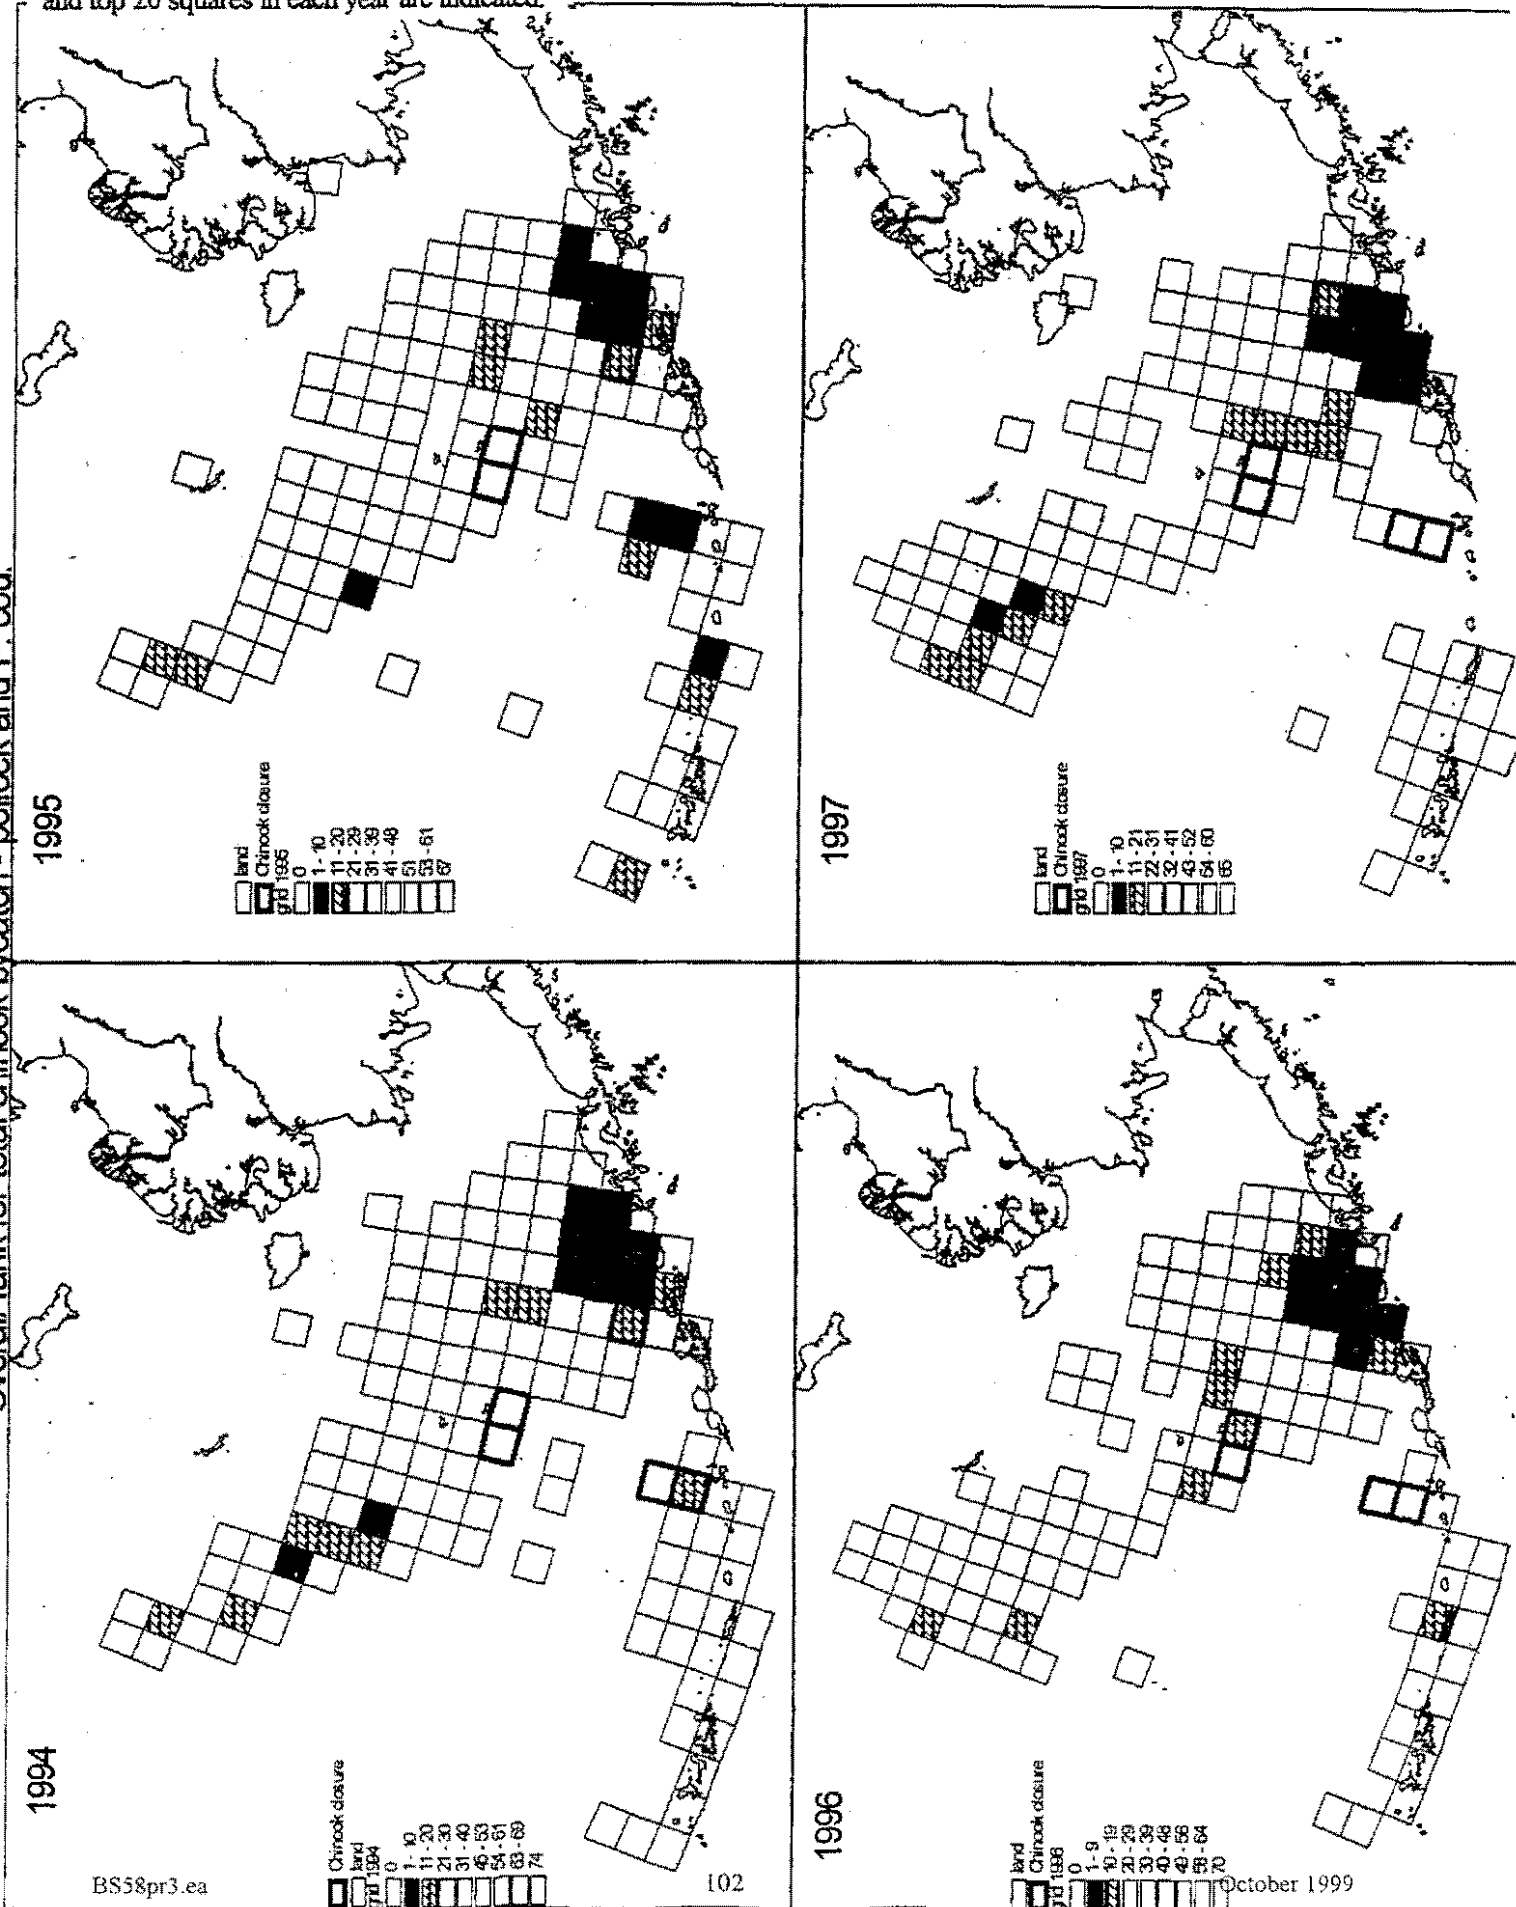 and top 20 squares in each year are indicated.
1995
land
Chinook closure
grid 1995
0
1 - 10
11 - 20
21 - 29
31 - 39
41 - 48
51
53 - 61
67
1997
land
Chinook closure
grid 1997
0
1 - 10
11 - 21
22 - 31
32 - 41
43 - 52
54 - 60
65
1994
Chinook closure
land
grid 1994
0
1 - 10
11 - 20
21 - 30
31 - 40
45 - 53
54 - 61
63 - 69
74
1996
land
Chinook closure
grid 1996
0
1 - 9
10 - 19
20 - 29
30 - 39
40 - 48
49 - 56
58 - 64
70
BS58pr3.ea
102
October 1999